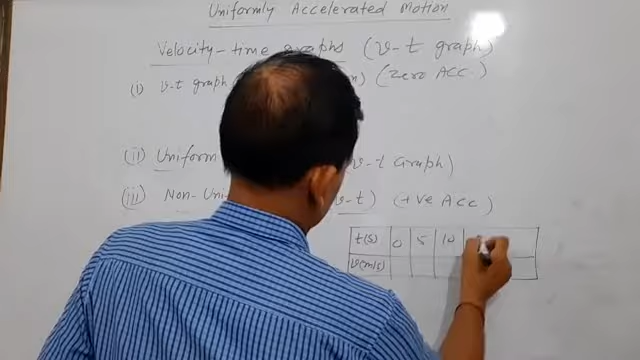 Uniformly Accelerated Motion
Velocity-time graphs (v-t graph)
(i) v-t graph (Zero Acc.)
(ii) Uniform v-t Graph)
(iii) Non-Uni v-t) (+ve Acc)
t(s) 0 5 10
v(m/s)